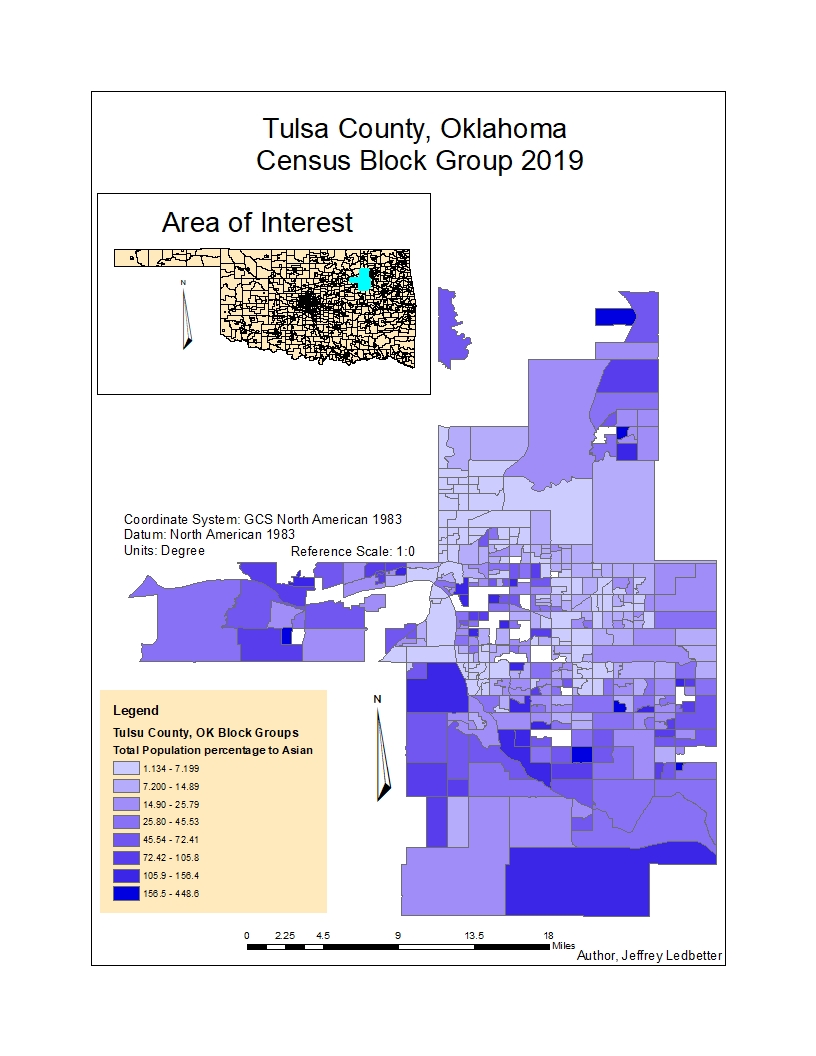 Tulsa County, Oklahoma
Census Block Group 2019
Area of Interest
N
Coordinate System: GCS North American 1983
Datum: North American 1983
Units: Degree
Reference Scale: 1:0
N
Legend
Tulsu County, OK Block Groups
Total Population percentage to Asian
1.134 - 7.199
7.200 - 14.89
14.90 - 25.79
25.80 - 45.53
45.54 - 72.41
72.42 - 105.8
105.9 - 156.4
156.5 - 448.6
0 2.25 4.5 9 13.5 18
Miles
Author, Jeffrey Ledbetter